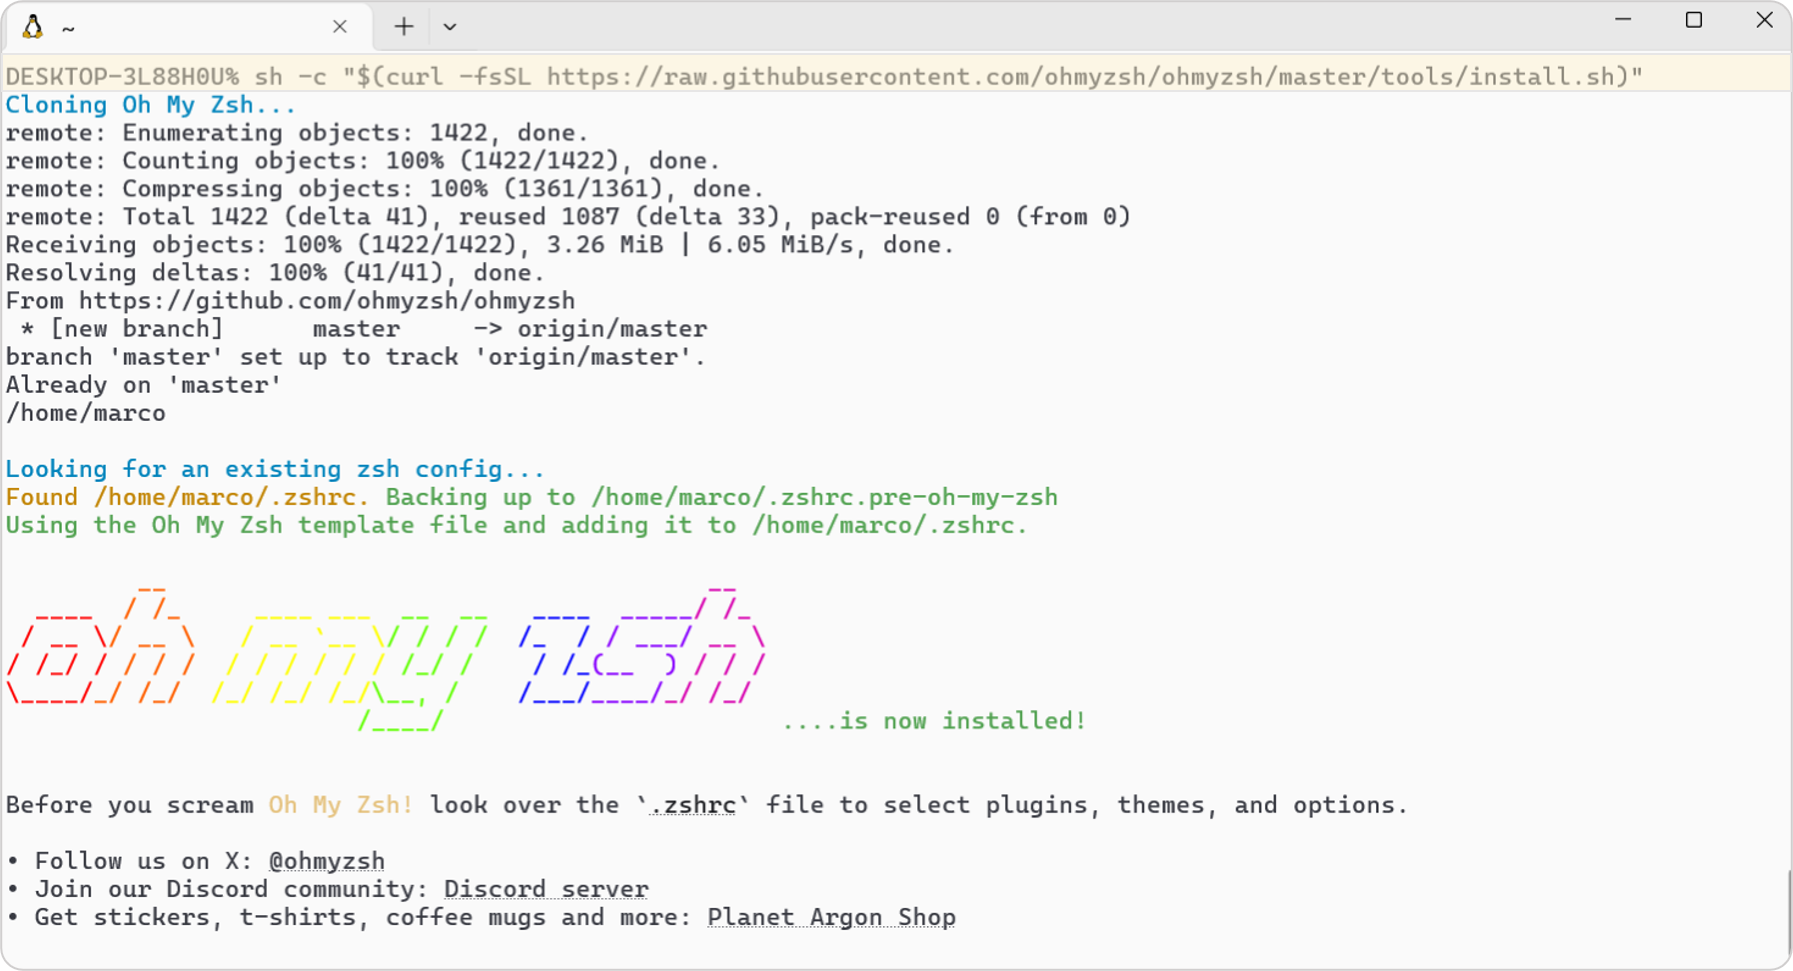 ~
DESKTOP-3L88H0U% sh -c "$(curl -fsSL https://raw.githubusercontent.com/ohmyzsh/ohmyzsh/master/tools/install.sh)"
Cloning Oh My Zsh...
remote: Enumerating objects: 1422, done.
remote: Counting objects: 100% (1422/1422), done.
remote: Compressing objects: 100% (1361/1361), done.
remote: Total 1422 (delta 41), reused 1087 (delta 33), pack-reused 0 (from 0)
Receiving objects: 100% (1422/1422), 3.26 MiB | 6.05 MiB/s, done.
Resolving deltas: 100% (41/41), done.
From https://github.com/ohmyzsh/ohmyzsh
 * [new branch]      master     -> origin/master
branch 'master' set up to track 'origin/master'.
Already on 'master'
/home/marco
Looking for an existing zsh config...
Found /home/marco/.zshrc. Backing up to /home/marco/.zshrc.pre-oh-my-zsh
Using the Oh My Zsh template file and adding it to /home/marco/.zshrc.
oh my zsh
....is now installed!
Before you scream Oh My Zsh! look over the `.zshrc` file to select plugins, themes, and options.
• Follow us on X: @ohmyzsh
• Join our Discord community: Discord server
• Get stickers, t-shirts, coffee mugs and more: Planet Argon Shop